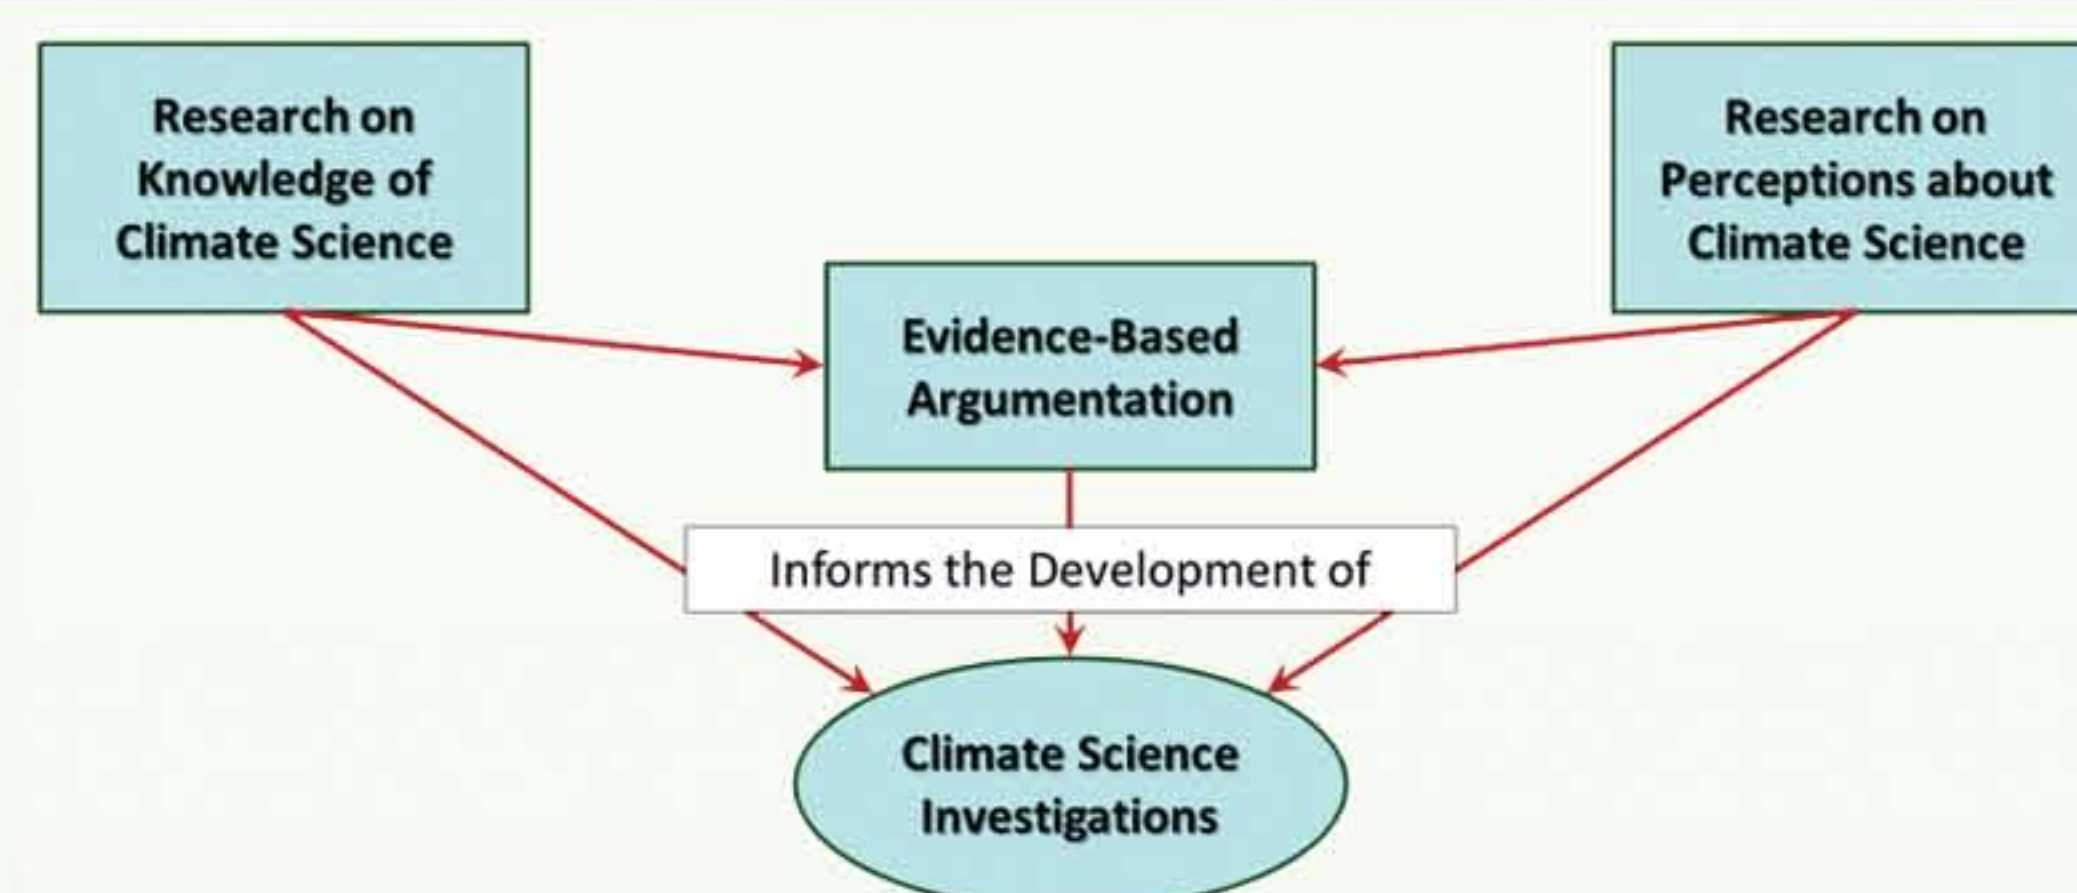 Research on
Knowledge of
Climate Science
Research on
Perceptions about
Climate Science
Evidence-Based
Argumentation
Informs the Development of
Climate Science
Investigations